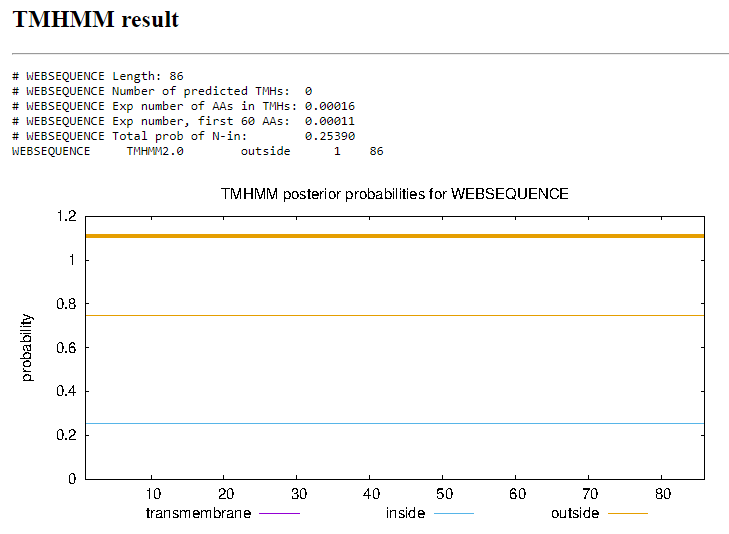 TMHMM result
# WEBSEQUENCE Length: 86
# WEBSEQUENCE Number of predicted TMHs:  0
# WEBSEQUENCE Exp number of AAs in TMHs: 0.00016
# WEBSEQUENCE Exp number, first 60 AAs:  0.00011
# WEBSEQUENCE Total prob of N-in:        0.25390
WEBSEQUENCE     TMHMM2.0        outside      1    86
TMHMM posterior probabilities for WEBSEQUENCE
1.2
1
0.8
0.6
0.4
0.2
0
probability
10 20 30 40 50 60 70 80
transmembrane inside outside